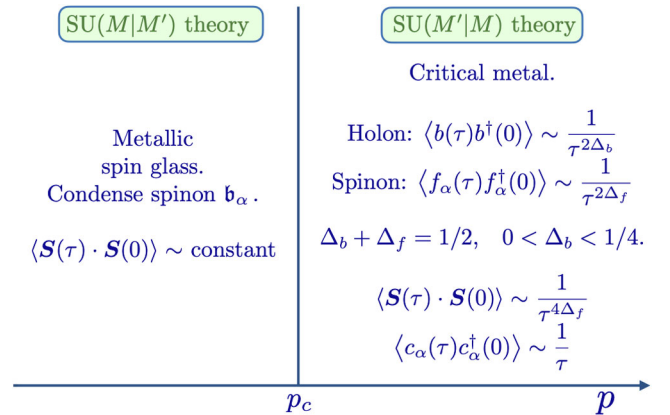 SU(M|M′) theory
Metallic
spin glass.
Condense spinon 𝔟_α.
⟨S(τ) · S(0)⟩ ∼ constant
SU(M′|M) theory
Critical metal.
Holon: ⟨b(τ)b†(0)⟩ ∼ 1/τ^{2Δ_b}
Spinon: ⟨f_α(τ)f_α†(0)⟩ ∼ 1/τ^{2Δ_f}
Δ_b + Δ_f = 1/2, 0 < Δ_b < 1/4.
⟨S(τ) · S(0)⟩ ∼ 1/τ^{4Δ_f}
⟨c_α(τ)c_α†(0)⟩ ∼ 1/τ
p_c
p